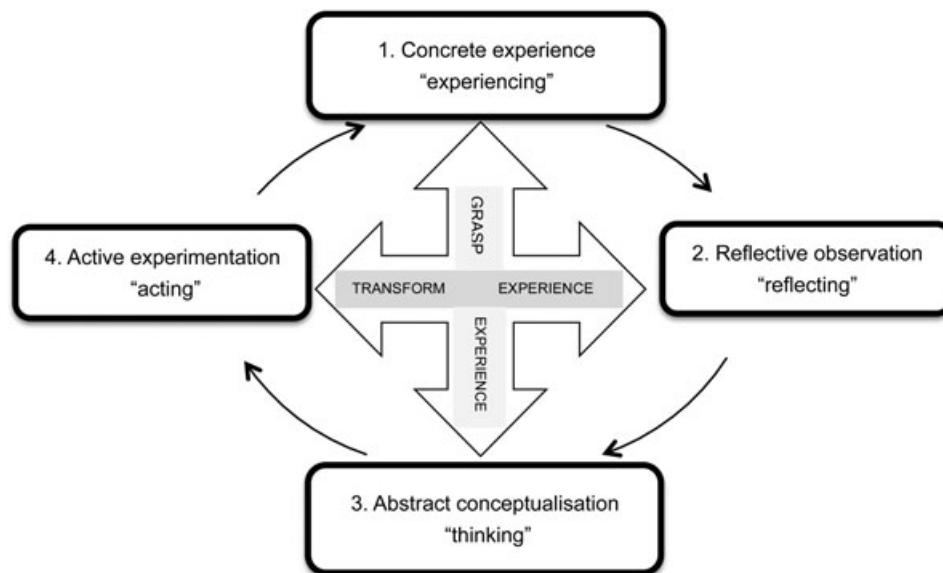 1. Concrete experience
“experiencing”
GRASP
4. Active experimentation
“acting”
2. Reflective observation
“reflecting”
TRANSFORM EXPERIENCE
EXPERIENCE
3. Abstract conceptualisation
“thinking”